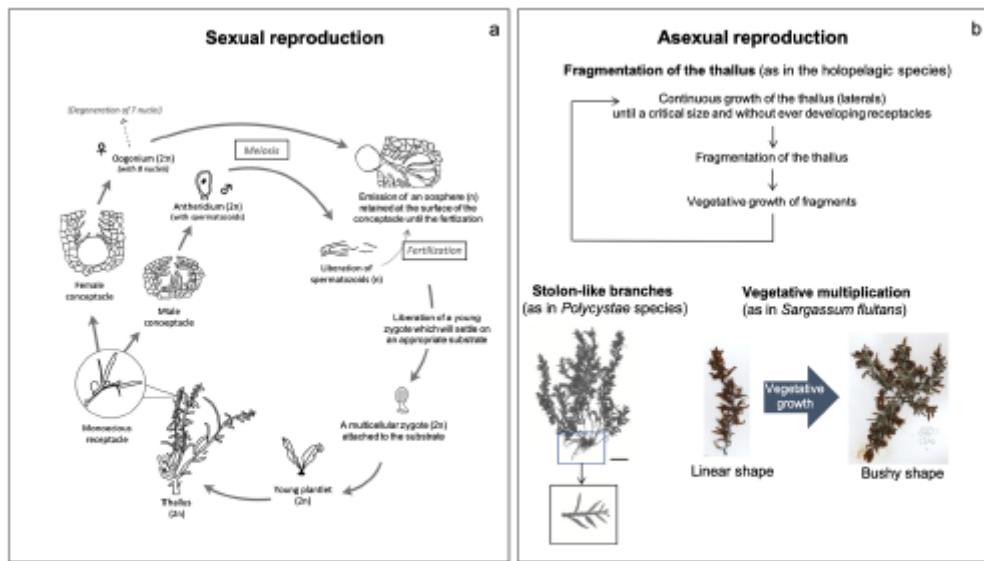 Sexual reproduction
a
(Degeneration of 7 nuclei)
♀
Oogonium (2n)
(with 8 nuclei)
Meiosis
♂
Antheridium (2n)
(with spermatozoids)
Emission of an oosphere (n)
retained at the surface of the
conceptacle until the fertization
Fertilization
Liberation of
spermatozoids (n)
Female
conceptacle
Male
conceptacle
Liberation of a young
zygote which will settle on
an appropriate substrate
Monoecious
receptacle
A multicellular zygote (2n)
attached to the substrate
Young plantlet
(2n)
Thallus
(2n)
Asexual reproduction
b
Fragmentation of the thallus (as in the holopelagic species)
Continuous growth of the thallus (laterals)
until a critical size and without ever developing receptacles
Fragmentation of the thallus
Vegetative growth of fragments
Stolon-like branches
(as in Polycystae species)
Vegetative multiplication
(as in Sargassum fluitans)
Vegetative
growth
Linear shape
Bushy shape